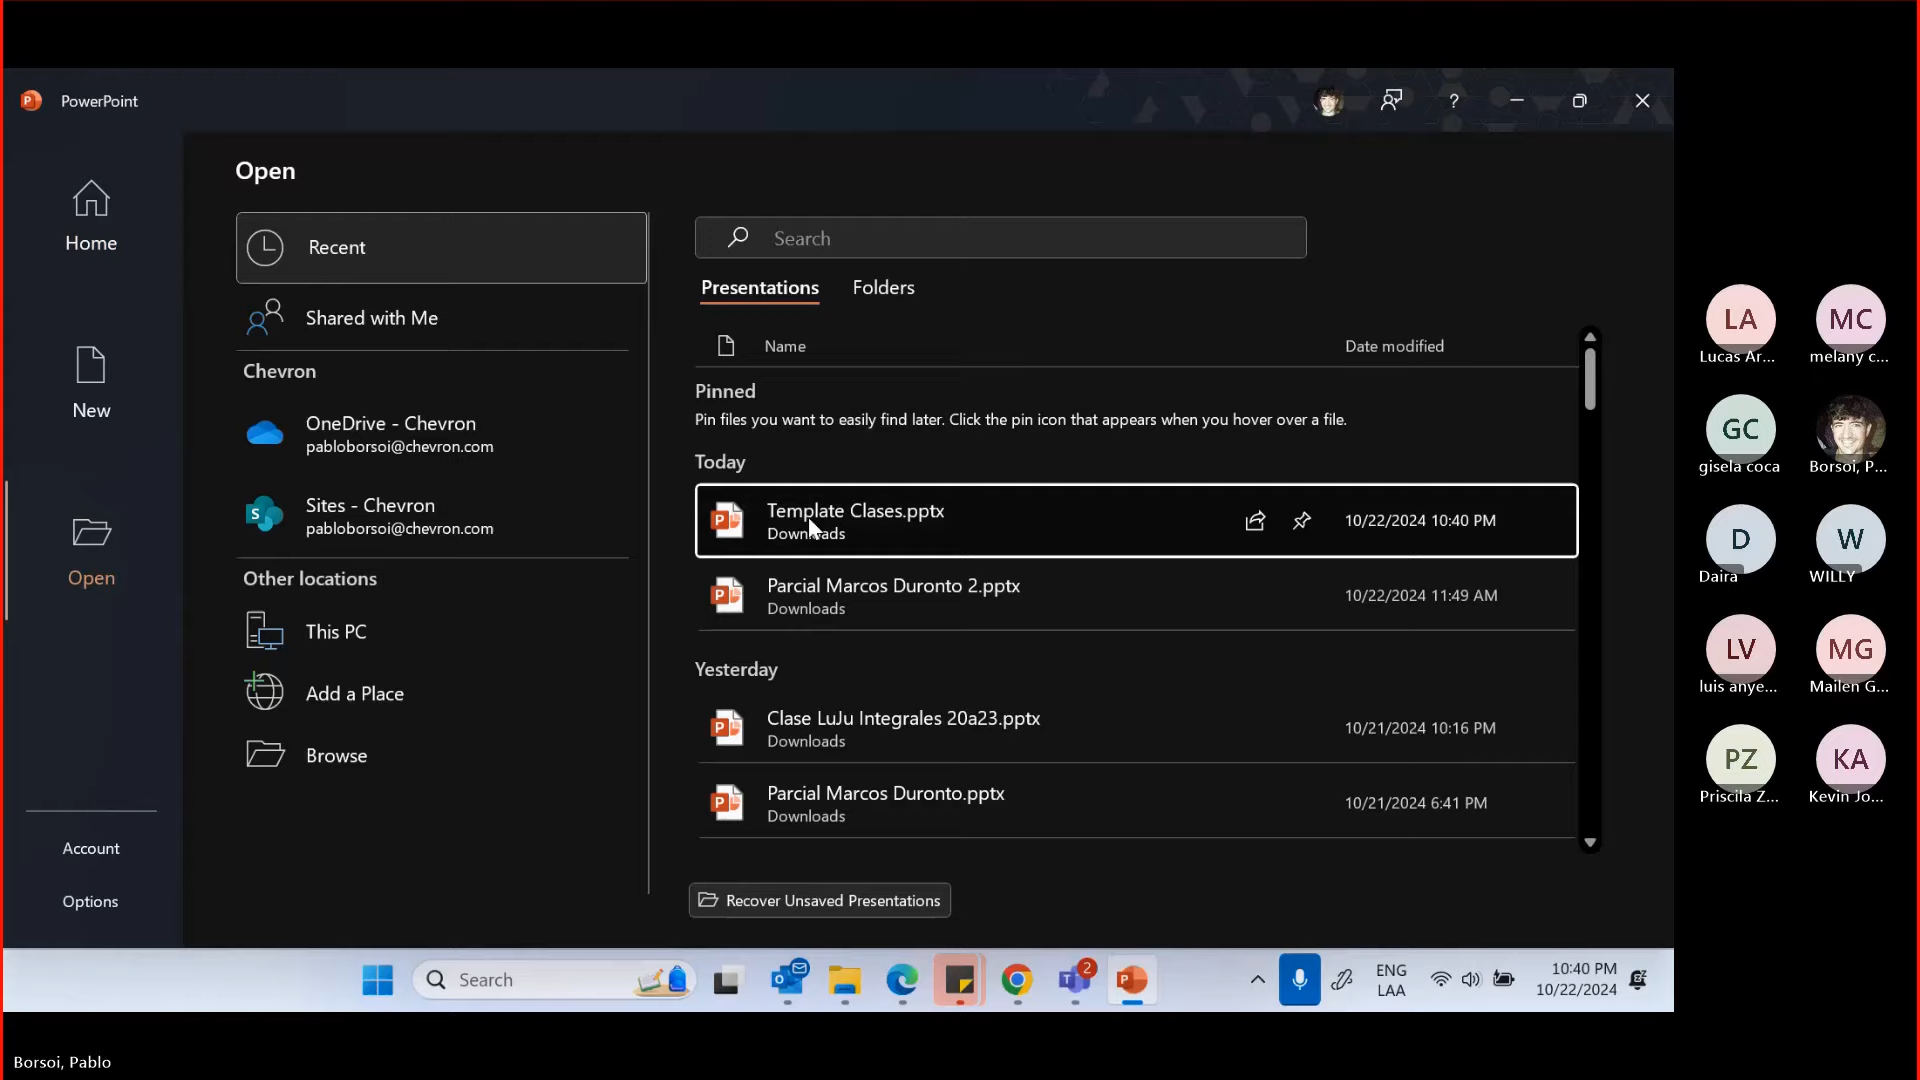 PowerPoint
?
Home
New
Open
Account
Options
Open
Recent
Shared with Me
Chevron
OneDrive - Chevron
pabloborsoi@chevron.com
Sites - Chevron
pabloborsoi@chevron.com
Other locations
This PC
Add a Place
Browse
Search
Presentations
Folders
Name
Date modified
Pinned
Pin files you want to easily find later. Click the pin icon that appears when you hover over a file.
Today
Template Clases.pptx
Downloads
10/22/2024 10:40 PM
Parcial Marcos Duronto 2.pptx
Downloads
10/22/2024 11:49 AM
Yesterday
Clase LuJu Integrales 20a23.pptx
Downloads
10/21/2024 10:16 PM
Parcial Marcos Duronto.pptx
Downloads
10/21/2024 6:41 PM
Recover Unsaved Presentations
LA
Lucas Ar...
MC
melany c...
GC
gisela coca
Borsoi, P...
D
Daira
W
WILLY
LV
luis anye...
MG
Mailen G...
PZ
Priscila Z...
KA
Kevin Jo...
Search
2
ENG
LAA
10:40 PM
10/22/2024
Borsoi, Pablo